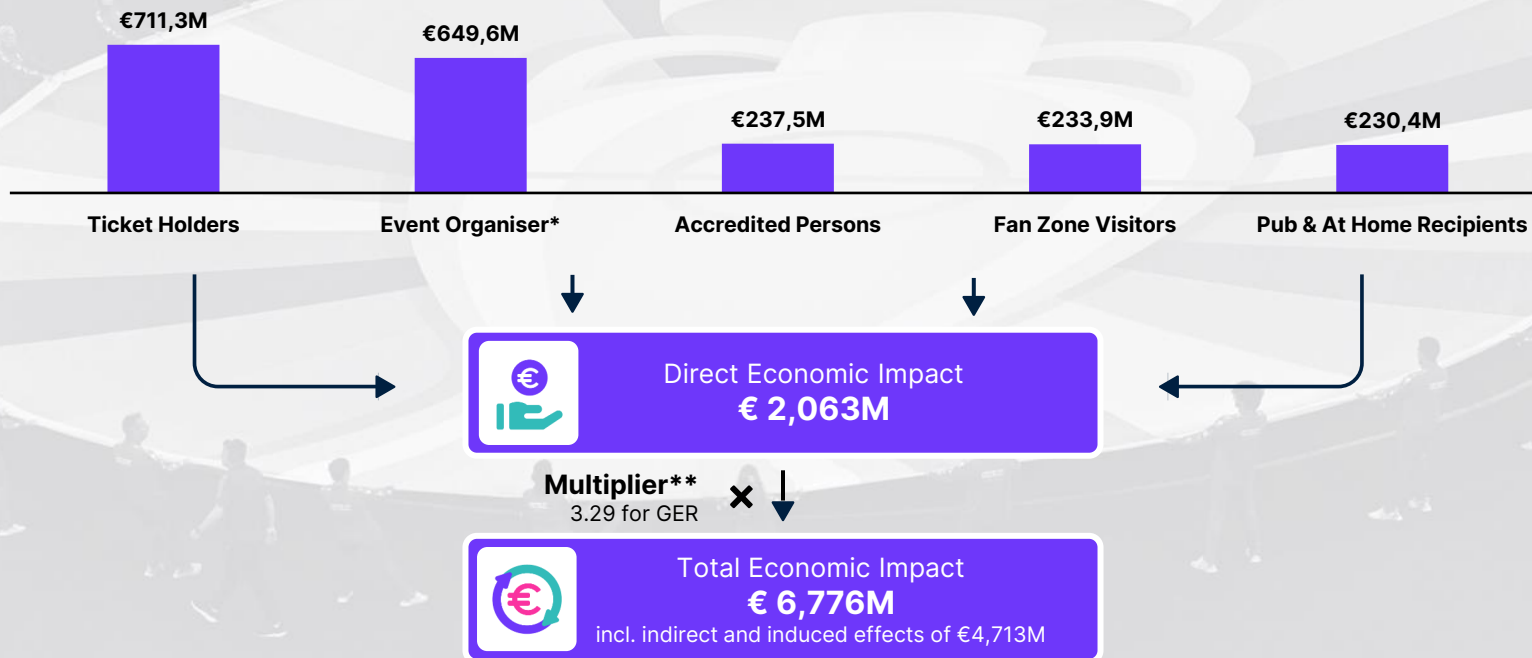 €711,3M
€649,6M
€237,5M
€233,9M
€230,4M
Ticket Holders
Event Organiser*
Accredited Persons
Fan Zone Visitors
Pub & At Home Recipients
€
Direct Economic Impact
€ 2,063M
Multiplier**
3.29 for GER
€
Total Economic Impact
€ 6,776M
incl. indirect and induced effects of €4,713M